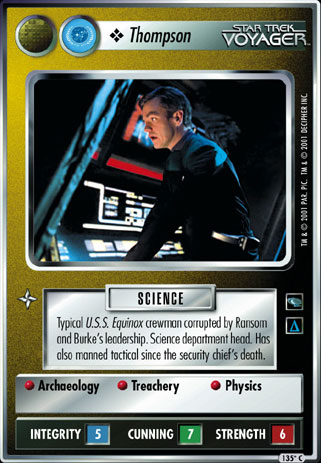 ❖ Thompson
STAR TREK
VOYAGER™
TM & © 2001 PAR. PIC. TM & © 2001 DECIPHER INC.
SCIENCE
Typical U.S.S. Equinox crewman corrupted by Ransom
and Burke's leadership. Science department head. Has
also manned tactical since the security chief's death.
Archaeology
Treachery
Physics
INTEGRITY 5
CUNNING 7
STRENGTH 6
135* C